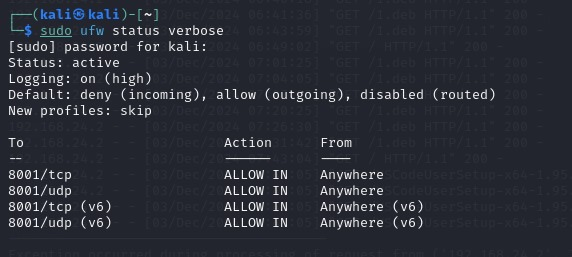 ┌──(kali㉿kali)-[~]
└─$ sudo ufw status verbose
[sudo] password for kali:
Status: active
Logging: on (high)
Default: deny (incoming), allow (outgoing), disabled (routed)
New profiles: skip
To                         Action      From
--                         ------      ----
8001/tcp                   ALLOW IN    Anywhere
8001/udp                   ALLOW IN    Anywhere
8001/tcp (v6)              ALLOW IN    Anywhere (v6)
8001/udp (v6)              ALLOW IN    Anywhere (v6)